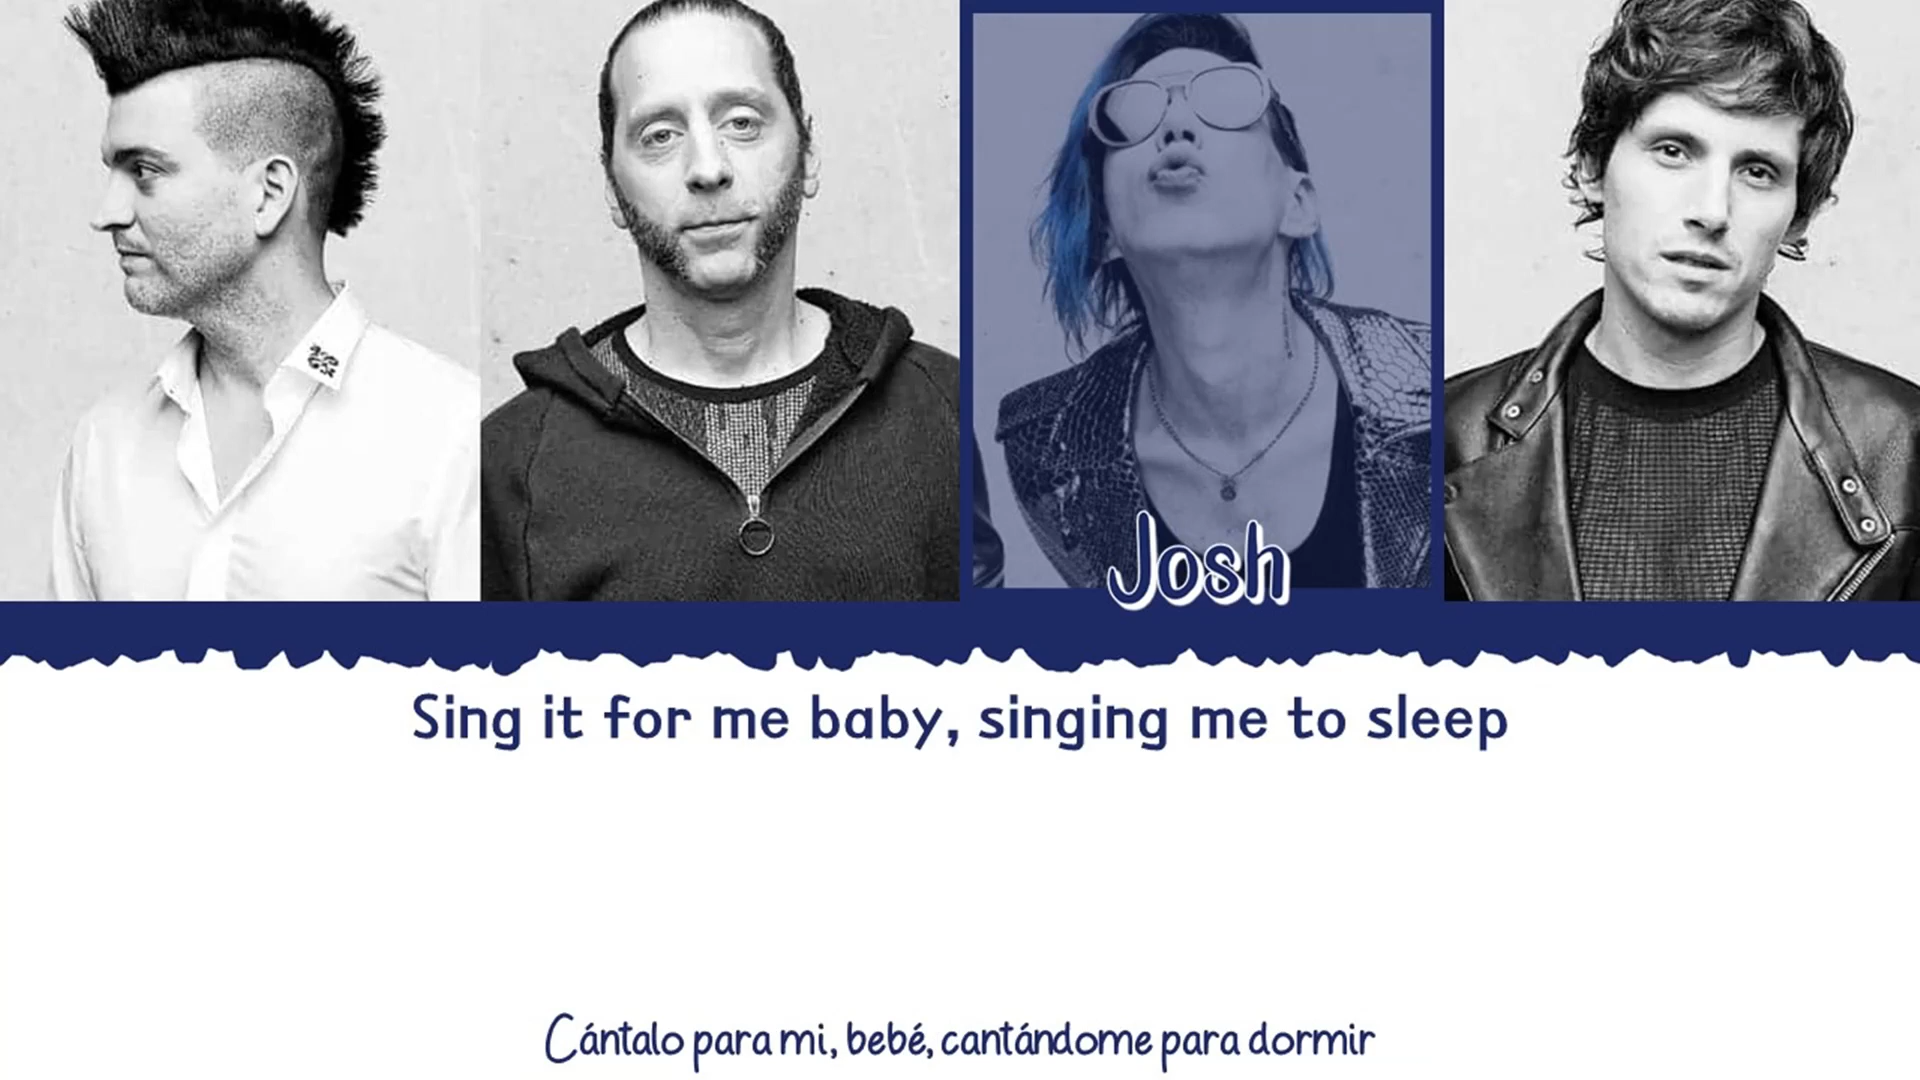 Josh
Sing it for me baby, singing me to sleep
Cántalo para mi, bebé, cantándome para dormir